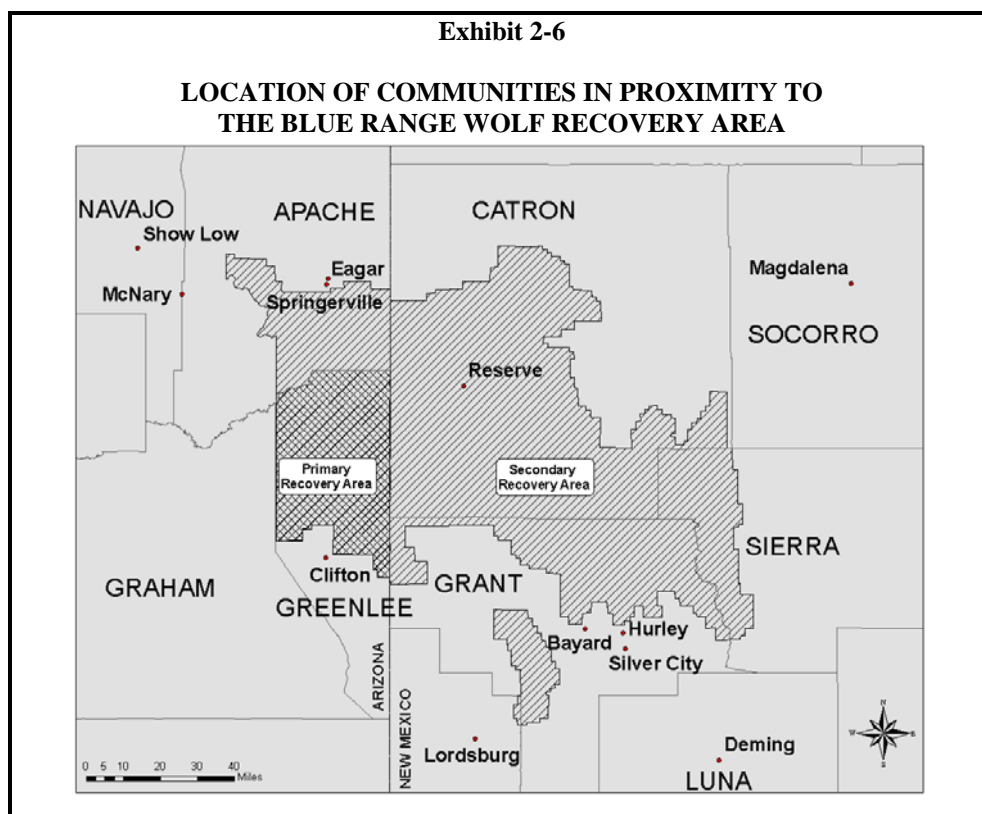 Exhibit 2-6
LOCATION OF COMMUNITIES IN PROXIMITY TO
THE BLUE RANGE WOLF RECOVERY AREA
NAVAJO
APACHE
CATRON
Show Low
Eagar
Magdalena
McNary
Springerville
SOCORRO
Reserve
Primary
Recovery Area
Secondary
Recovery Area
SIERRA
Clifton
GRAHAM
GRANT
GREENLEE
Bayard
Hurley
Silver City
ARIZONA
NEW MEXICO
Lordsburg
Deming
LUNA
N
W
E
S
0 5 10 20 30 40
Miles